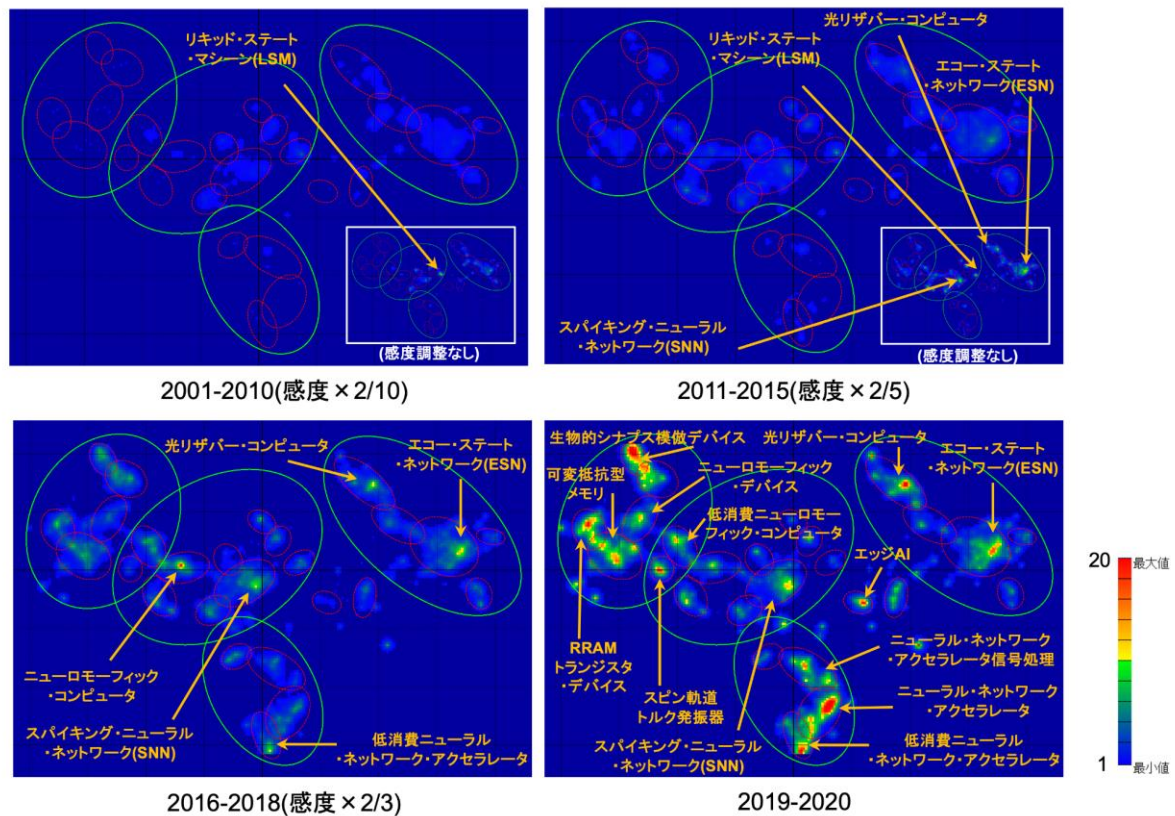 リキッド・ステート
・マシーン(LSM)
(感度調整なし)
2001-2010(感度×2/10)
光リザバー・コンピュータ
リキッド・ステート
・マシーン(LSM)
エコー・ステート
・ネットワーク(ESN)
スパイキング・ニューラル
・ネットワーク(SNN)
(感度調整なし)
2011-2015(感度×2/5)
光リザバー・コンピュータ
エコー・ステート
・ネットワーク(ESN)
ニューロモーフィック
・コンピュータ
スパイキング・ニューラル
・ネットワーク(SNN)
低消費ニューラル
・ネットワーク・アクセラレータ
2016-2018(感度×2/3)
生物的シナプス模倣デバイス
光リザバー・コンピュータ
エコー・ステート
・ネットワーク(ESN)
可変抵抗型
メモリ
ニューロモーフィック
・デバイス
低消費ニューロモー
フィック・コンピュータ
エッジAI
RRAM
トランジスタ
・デバイス
スピン軌道
トルク発振器
スパイキング・ニューラル
・ネットワーク(SNN)
ニューラル・ネットワーク
・アクセラレータ信号処理
ニューラル・ネットワーク
・アクセラレータ
低消費ニューラル
・ネットワーク・アクセラレータ
2019-2020
20 最大値
1 最小値